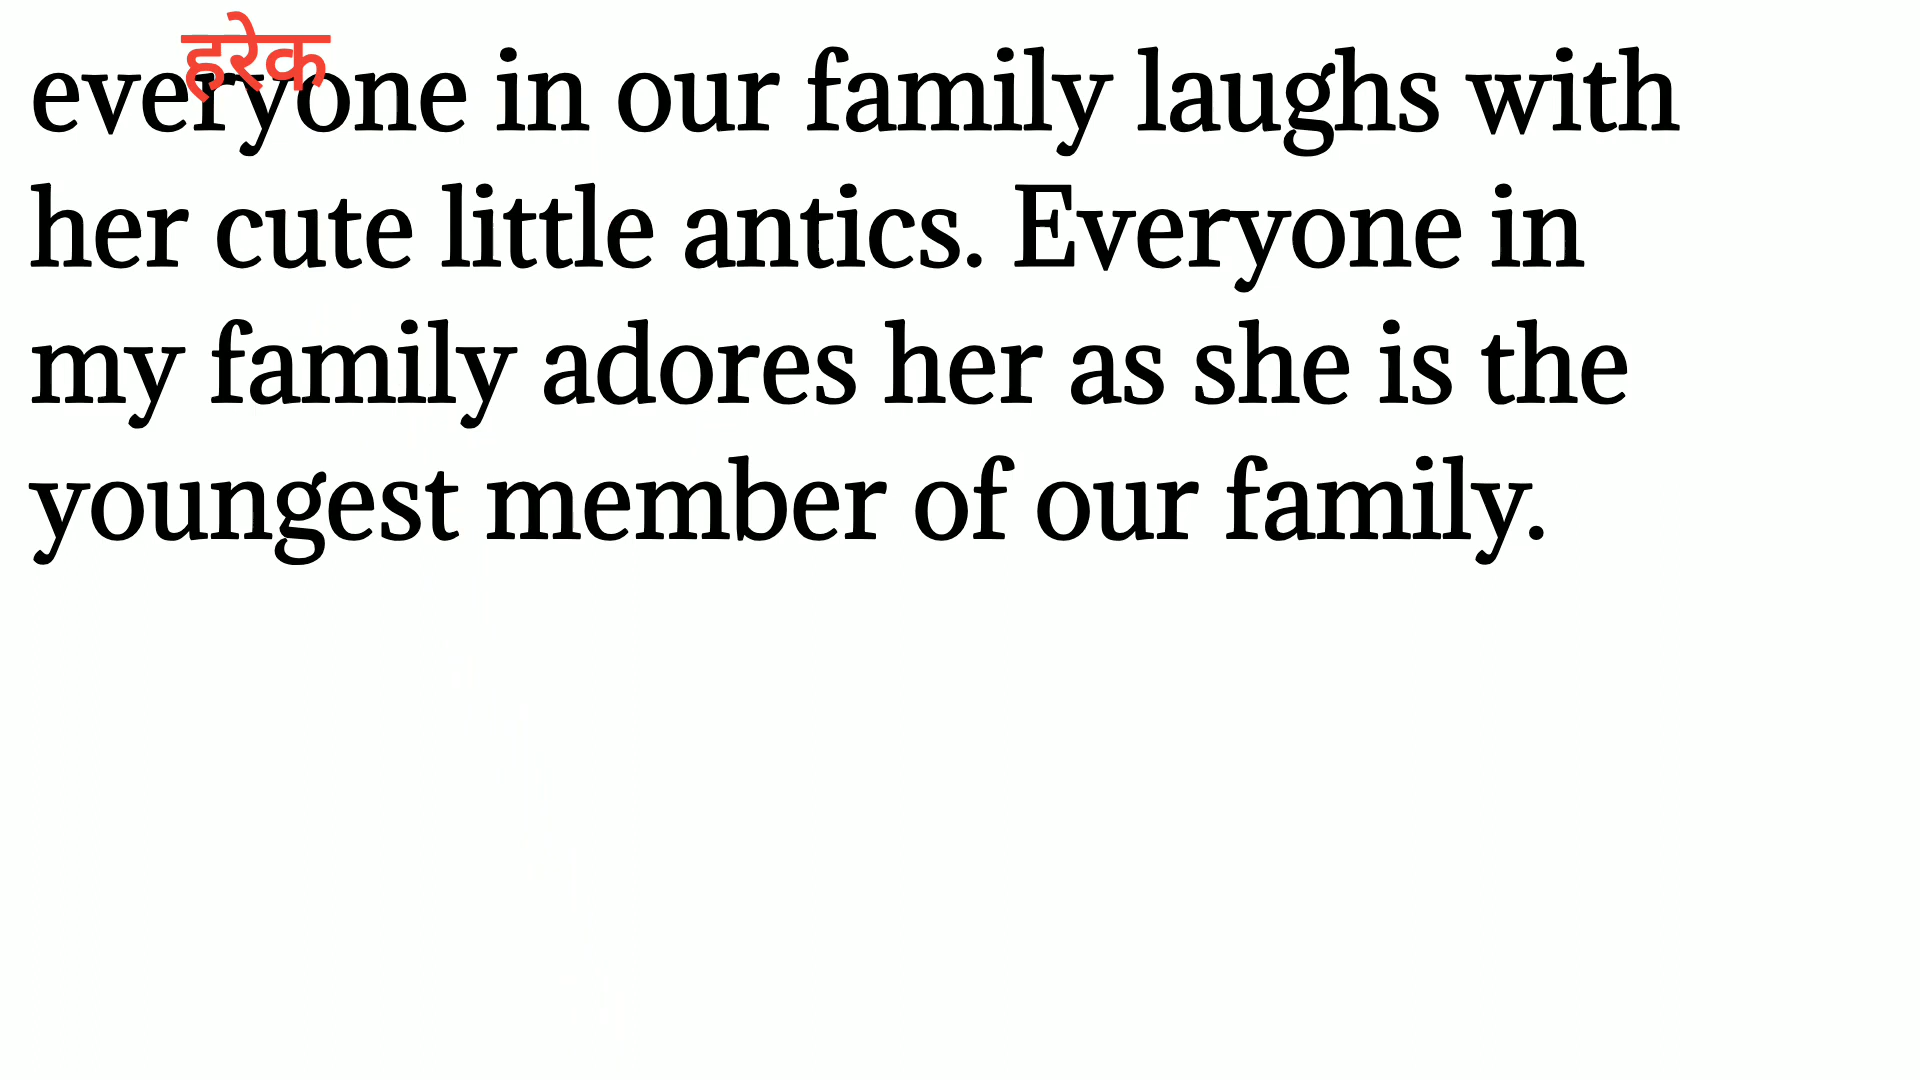 हरेक
everyone in our family laughs with
her cute little antics. Everyone in
my family adores her as she is the
youngest member of our family.